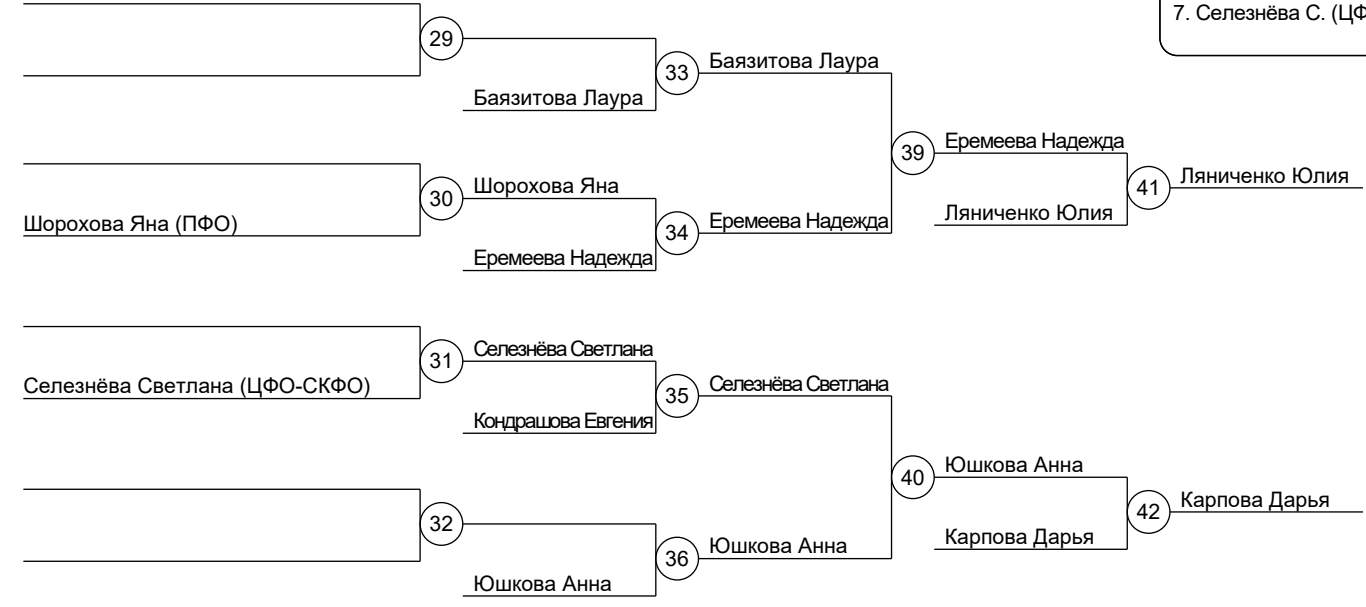 7. Селезнёва С. (ЦФ
29
Баязитова Лаура
33
Баязитова Лаура
Шорохова Яна (ПФО)
30
Шорохова Яна
Еремеева Надежда
34
Еремеева Надежда
39
Еремеева Надежда
Ляниченко Юлия
41
Ляниченко Юлия
Селезнёва Светлана (ЦФО-СКФО)
31
Селезнёва Светлана
Кондрашова Евгения
35
Селезнёва Светлана
32
Юшкова Анна
36
Юшкова Анна
40
Юшкова Анна
Карпова Дарья
42
Карпова Дарья